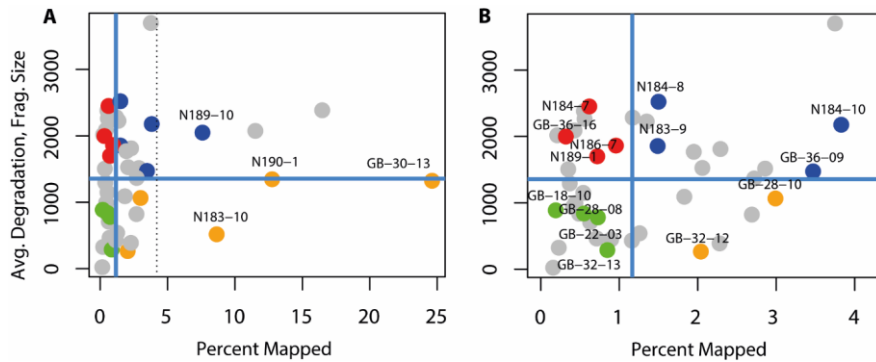 A
Avg. Degradation, Frag. Size
3000
2000
1000
0
N189-10
N190-1
GB-30-13
N183-10
0 5 10 15 20 25
Percent Mapped
B
3000
2000
1000
0
N184-8
N184-7
N184-10
GB-36-16
N183-9
N186-7
N189-1
GB-36-09
GB-28-10
GB-18-10
GB-28-08
GB-22-03
GB-32-12
GB-32-13
0 1 2 3 4
Percent Mapped